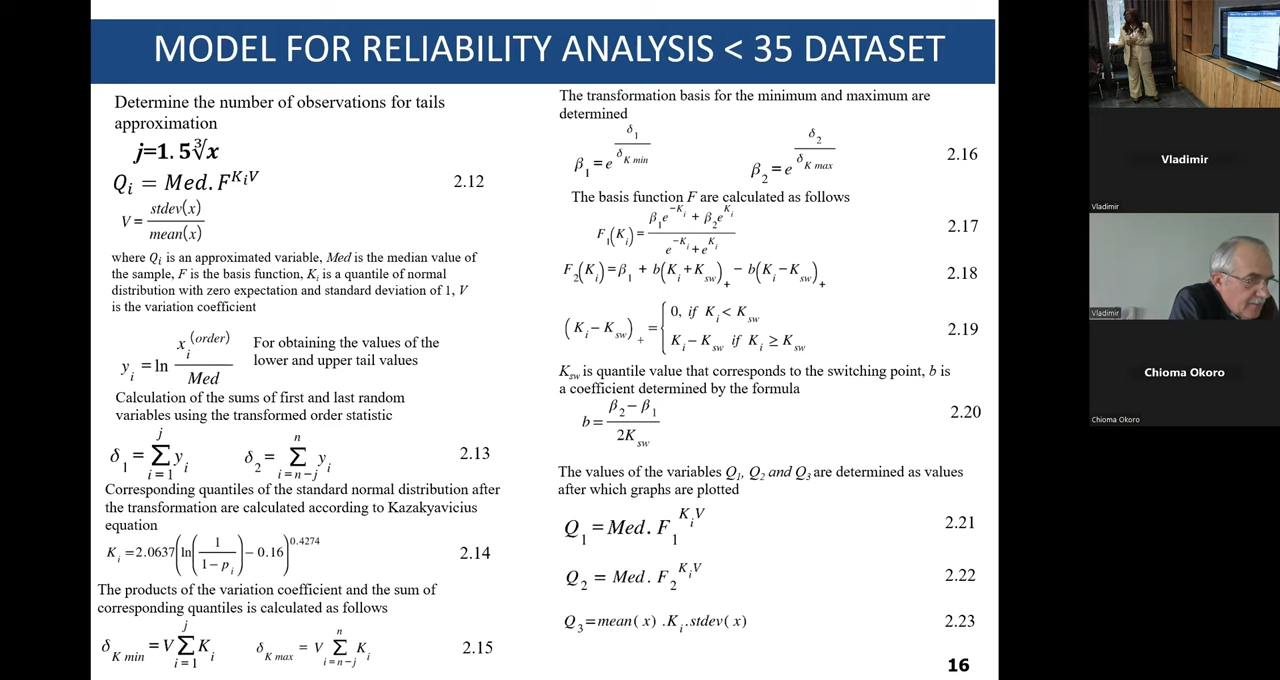 MODEL FOR RELIABILITY ANALYSIS < 35 DATASET
Determine the number of observations for tails
approximation
j=1.5∛x
Qᵢ = Med. F^(KᵢV) 2.12
V = stdev(x) / mean(x)
where Qᵢ is an approximated variable, Med is the median value of
the sample, F is the basis function, Kᵢ is a quantile of normal
distribution with zero expectation and standard deviation of 1, V
is the variation coefficient
yᵢ = ln xᵢ^(order) / Med
For obtaining the values of the
lower and upper tail values
Calculation of the sums of first and last random
variables using the transformed order statistic
δ₁ = Σ_{i=1}^{j} yᵢ δ₂ = Σ_{i=n−j}^{n} yᵢ 2.13
Corresponding quantiles of the standard normal distribution after
the transformation are calculated according to Kazakyavicius
equation
Kᵢ = 2.0637(ln(1 / (1−pᵢ)) − 0.16)^0.4274 2.14
The products of the variation coefficient and the sum of
corresponding quantiles is calculated as follows
δ_{K min} = V Σ_{i=1}^{j} Kᵢ δ_{K max} = V Σ_{i=n−j}^{n} Kᵢ 2.15
The transformation basis for the minimum and maximum are
determined
β₁ = e^(δ₁ / δ_{K min}) β₂ = e^(δ₂ / δ_{K max}) 2.16
The basis function F are calculated as follows
F₁(Kᵢ) = (β₁e^(−Kᵢ) + β₂e^(Kᵢ)) / (e^(−Kᵢ) + e^(Kᵢ)) 2.17
F₂(Kᵢ) = β₁ + b(Kᵢ + K_sw)₊ − b(Kᵢ − K_sw)₊ 2.18
(Kᵢ − K_sw)₊ = { 0, if Kᵢ < K_sw 2.19
Kᵢ − K_sw if Kᵢ ≥ K_sw
K_sw is quantile value that corresponds to the switching point, b is
a coefficient determined by the formula
b = (β₂ − β₁) / 2K_sw 2.20
The values of the variables Q₁, Q₂ and Q₃ are determined as values
after which graphs are plotted
Q₁ = Med. F₁^(KᵢV) 2.21
Q₂ = Med. F₂^(KᵢV) 2.22
Q₃ = mean(x) .Kᵢ.stdev(x) 2.23
16
Vladimir
Vladimir
Vladimir
Chioma Okoro
Chioma Okoro